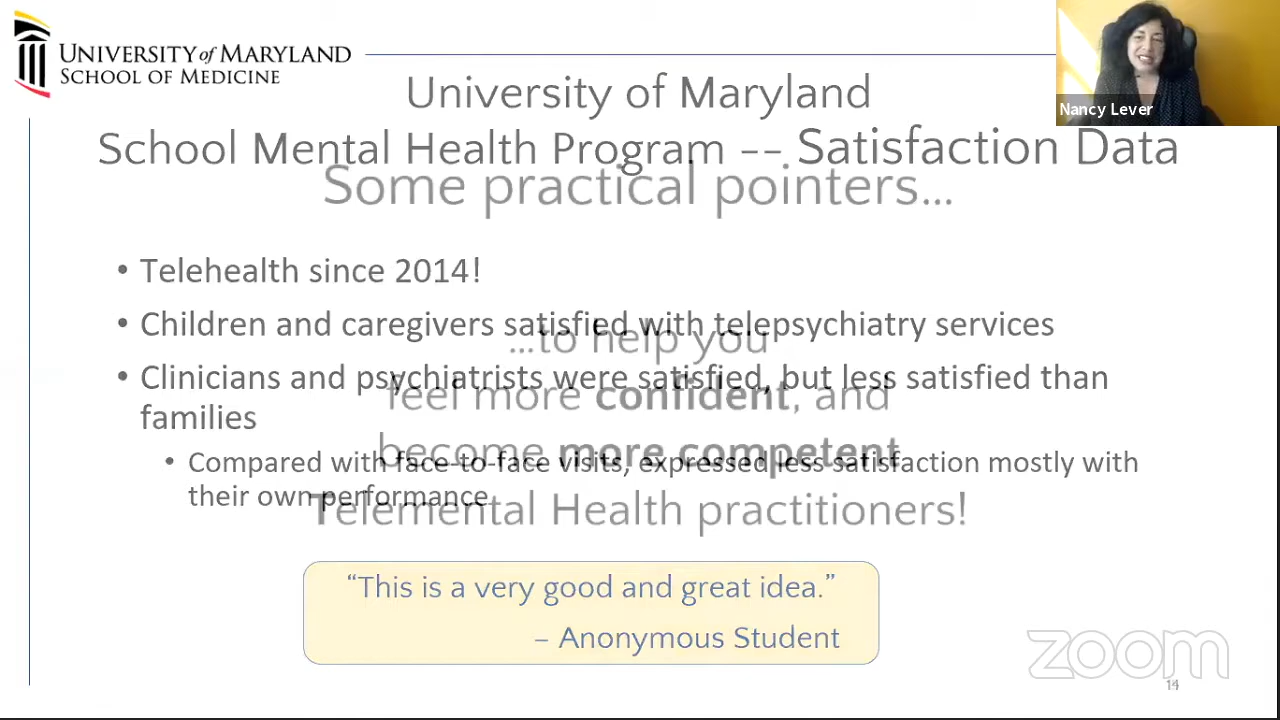 UNIVERSITY of MARYLAND
SCHOOL OF MEDICINE
Nancy Lever
University of Maryland
School Mental Health Program -- Satisfaction Data
Some practical pointers...
• Telehealth since 2014!
• Children and caregivers satisfied with telepsychiatry services
...to help you
• Clinicians and psychiatrists were satisfied, but less satisfied than
families
feel more confident, and
become more competent
• Compared with face-to-face visits, expressed less satisfaction mostly with
their own performance
Telemental Health practitioners!
“This is a very good and great idea.”
– Anonymous Student
zoom